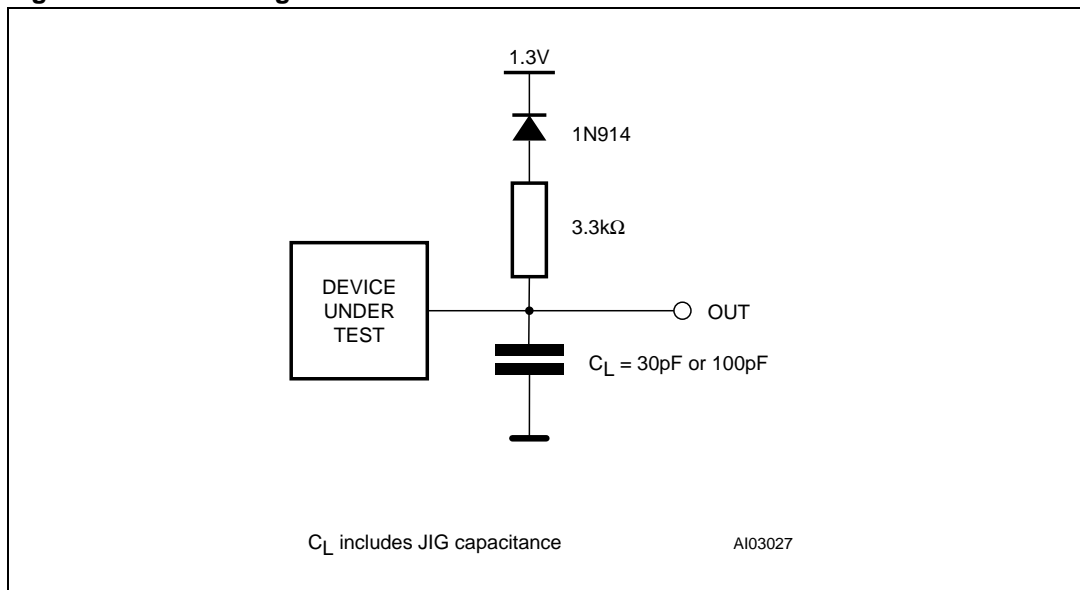 1.3V
1N914
3.3kΩ
DEVICE
UNDER
TEST
OUT
CL = 30pF or 100pF
CL includes JIG capacitance
AI03027